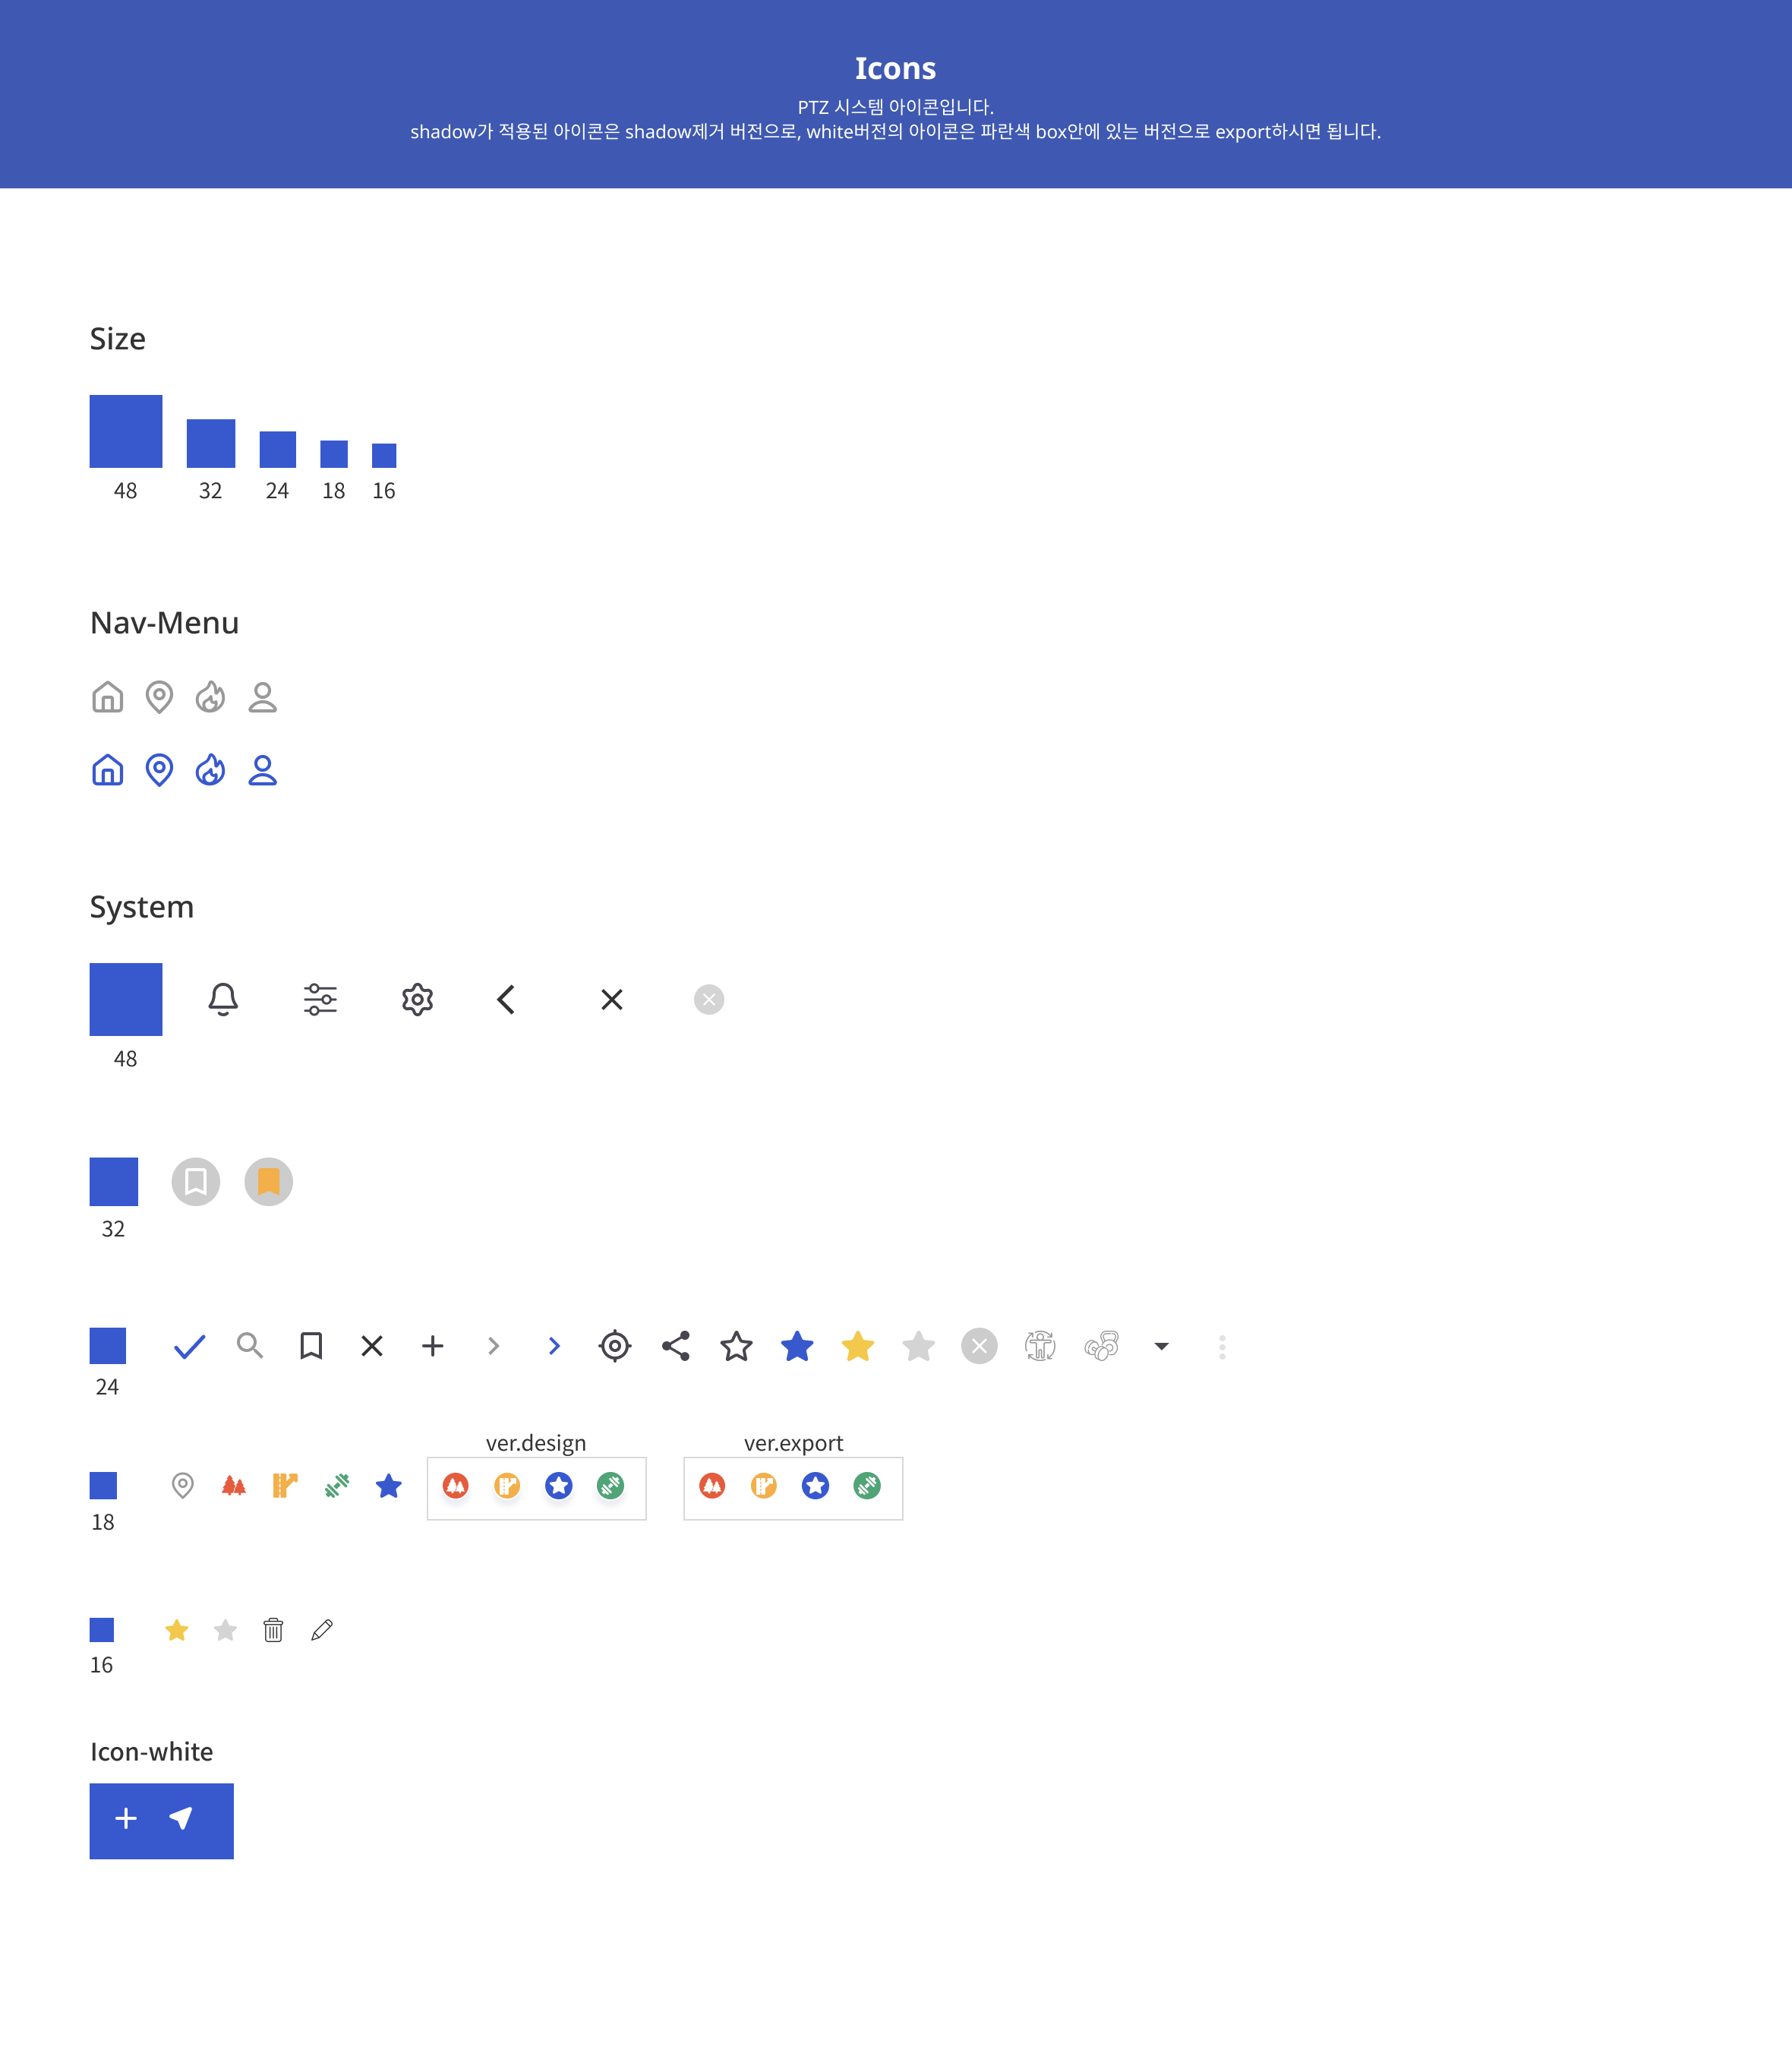 Icons
PTZ 시스템 아이콘입니다.
shadow가 적용된 아이콘은 shadow제거 버전으로, white버전의 아이콘은 파란색 box안에 있는 버전으로 export하시면 됩니다.
Size
48 32 24 18 16
Nav-Menu
System
48
32
24
ver.design ver.export
18
16
Icon-white